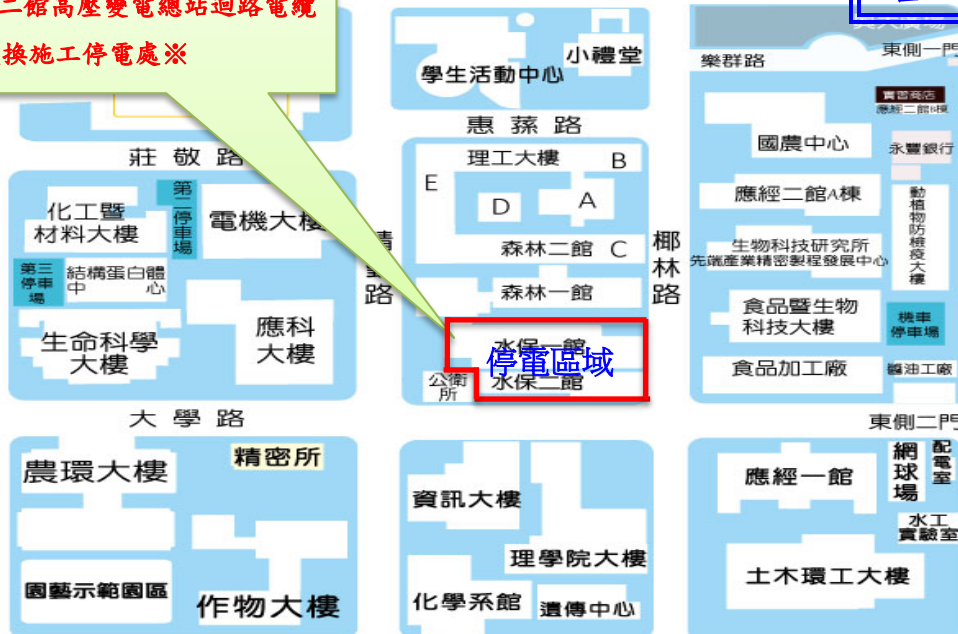 二館高壓變電總站迴路電纜
換施工停電處※
小禮堂
學生活動中心
樂群路
東側一門
實習商店
應經二館B棟
惠蓀路
莊敬路
國農中心
永豐銀行
理工大樓
B
E
A
D
第二停車場
化工暨
材料大樓
電機大樓
應經二館A棟
動植物防檢疫大樓
森林二館 C
椰林路
生物科技研究所
先端產業精密製程發展中心
第三
停車
場
結構蛋白體
中心
路
森林一館
食品暨生物
科技大樓
機車
停車場
生命科學
大樓
應科
大樓
水保一館
停電區域
公衛
所
水保二館
食品加工廠
醬油工廠
大學路
東側二門
農環大樓
精密所
資訊大樓
應經一館
網球場
配電室
水工
實驗室
理學院大樓
土木環工大樓
園藝示範園區
作物大樓
化學系館
遺傳中心